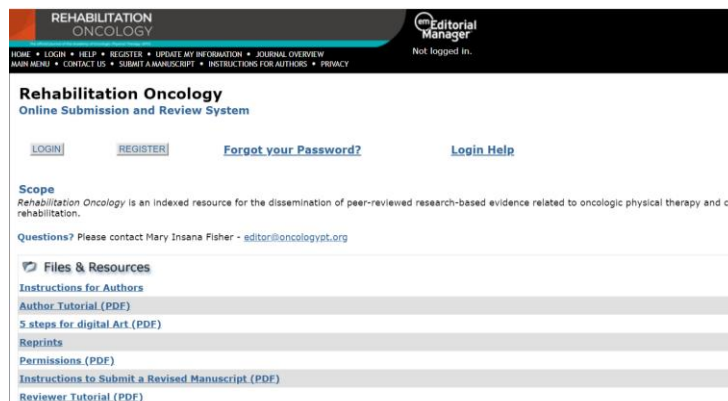 REHABILITATION
ONCOLOGY
em Editorial
Manager
HOME • LOGIN • HELP • REGISTER • UPDATE MY INFORMATION • JOURNAL OVERVIEW
Not logged in.
MAIN MENU • CONTACT US • SUBMIT A MANUSCRIPT • INSTRUCTIONS FOR AUTHORS • PRIVACY
Rehabilitation Oncology
Online Submission and Review System
LOGIN REGISTER Forgot your Password? Login Help
Scope
Rehabilitation Oncology is an indexed resource for the dissemination of peer-reviewed research-based evidence related to oncologic physical therapy and c
rehabilitation.
Questions? Please contact Mary Insana Fisher - editor@oncologypt.org
Files & Resources
Instructions for Authors
Author Tutorial (PDF)
5 steps for digital Art (PDF)
Reprints
Permissions (PDF)
Instructions to Submit a Revised Manuscript (PDF)
Reviewer Tutorial (PDF)